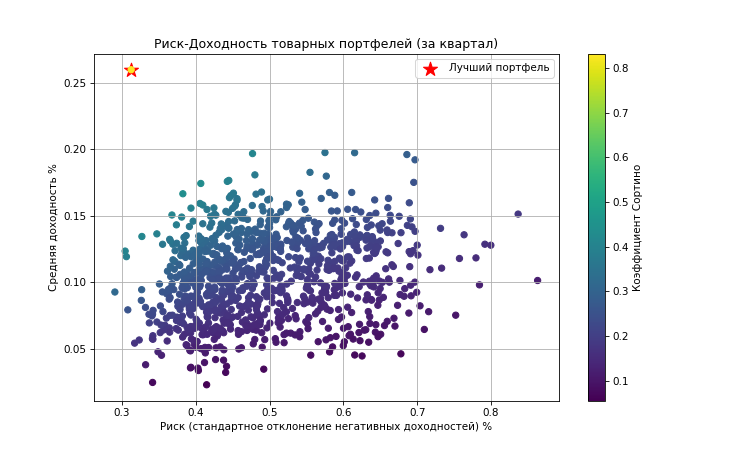 Риск-Доходность товарных портфелей (за квартал)
Лучший портфель
Средняя доходность %
0.25
0.20
0.15
0.10
0.05
0.3 0.4 0.5 0.6 0.7 0.8
Риск (стандартное отклонение негативных доходностей) %
0.8
0.7
0.6
0.5
0.4
0.3
0.2
0.1
Коэффициент Сортино